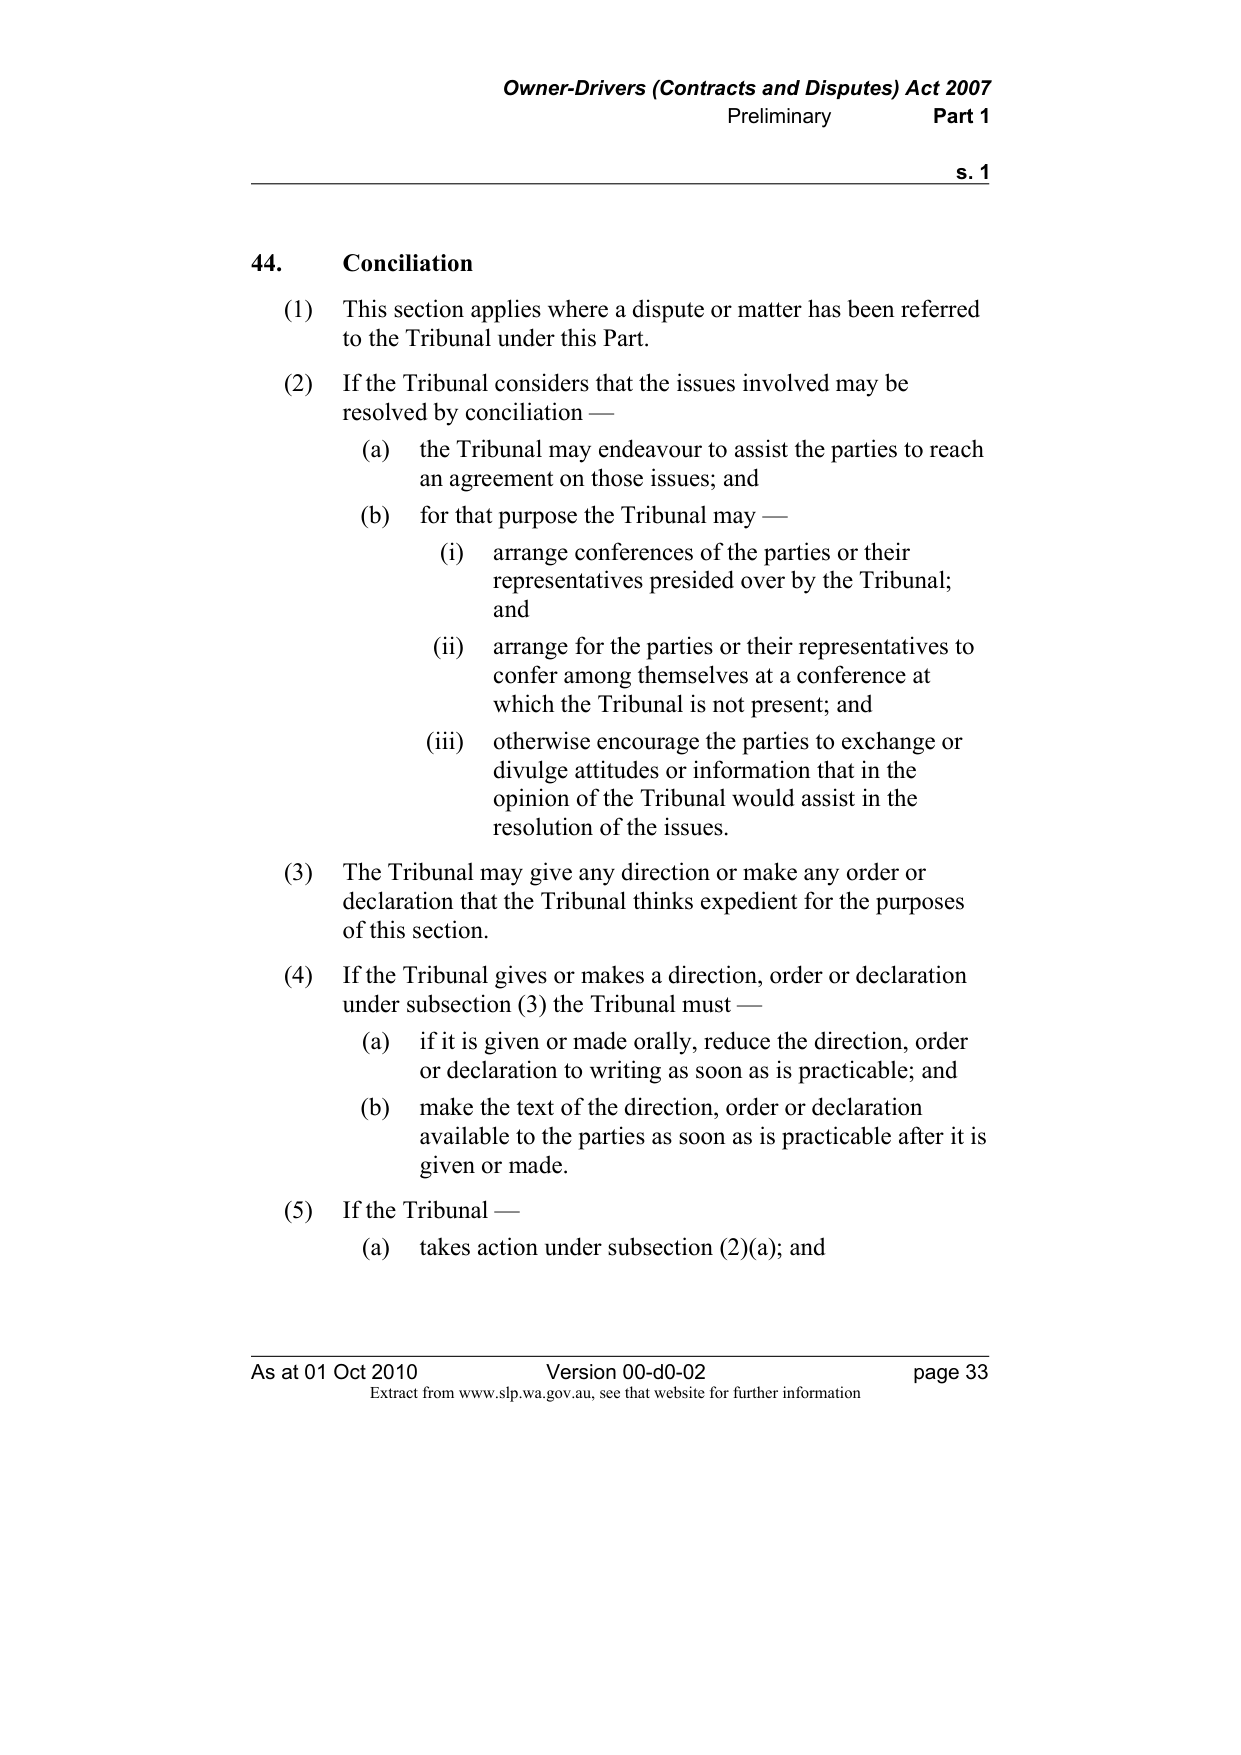 Owner-Drivers (Contracts and Disputes) Act 2007
Preliminary Part 1
s. 1
44. Conciliation
(1) This section applies where a dispute or matter has been referred
to the Tribunal under this Part.
(2) If the Tribunal considers that the issues involved may be
resolved by conciliation —
(a) the Tribunal may endeavour to assist the parties to reach
an agreement on those issues; and
(b) for that purpose the Tribunal may —
(i) arrange conferences of the parties or their
representatives presided over by the Tribunal;
and
(ii) arrange for the parties or their representatives to
confer among themselves at a conference at
which the Tribunal is not present; and
(iii) otherwise encourage the parties to exchange or
divulge attitudes or information that in the
opinion of the Tribunal would assist in the
resolution of the issues.
(3) The Tribunal may give any direction or make any order or
declaration that the Tribunal thinks expedient for the purposes
of this section.
(4) If the Tribunal gives or makes a direction, order or declaration
under subsection (3) the Tribunal must —
(a) if it is given or made orally, reduce the direction, order
or declaration to writing as soon as is practicable; and
(b) make the text of the direction, order or declaration
available to the parties as soon as is practicable after it is
given or made.
(5) If the Tribunal —
(a) takes action under subsection (2)(a); and
As at 01 Oct 2010 Version 00-d0-02 page 33
Extract from www.slp.wa.gov.au, see that website for further information